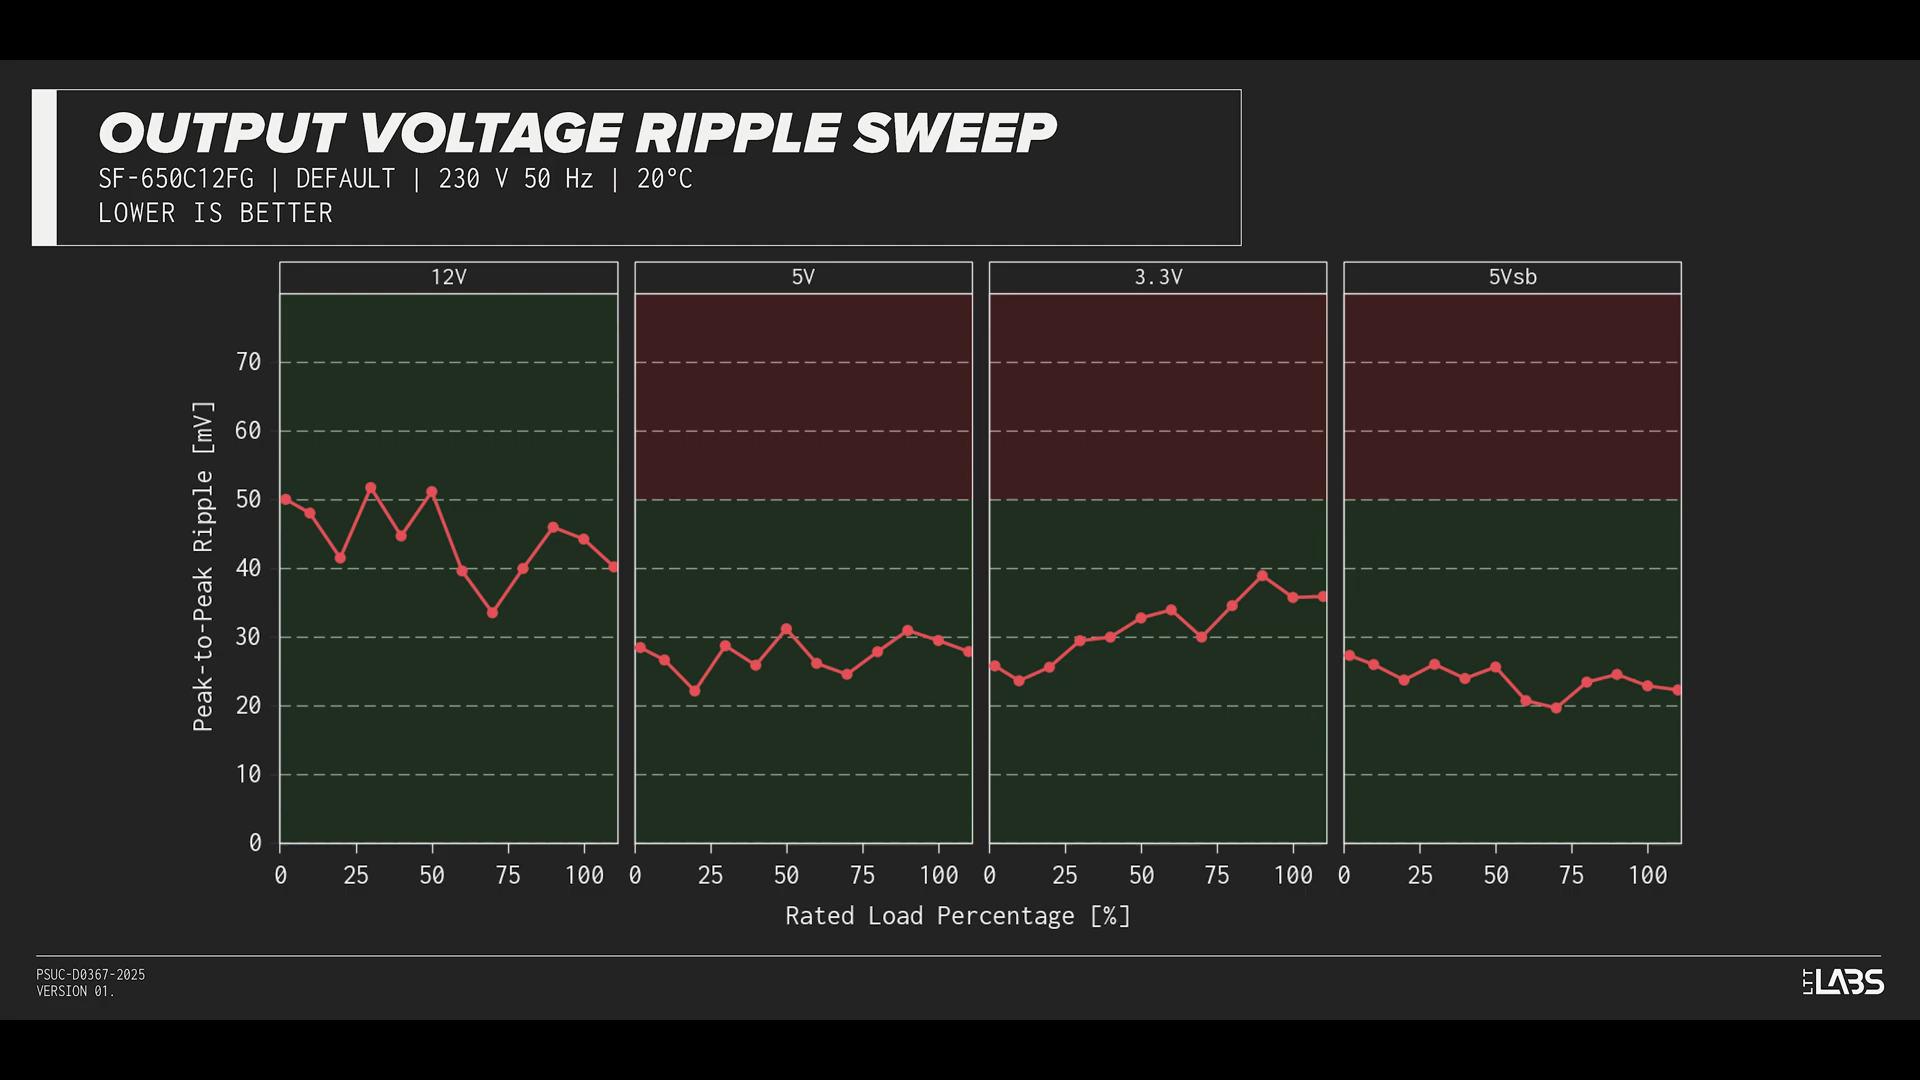 OUTPUT VOLTAGE RIPPLE SWEEP
SF-650C12FG | DEFAULT | 230 V 50 Hz | 20°C
LOWER IS BETTER
12V 5V 3.3V 5Vsb
Peak-to-Peak Ripple [mV]
70
60
50
40
30
20
10
0
0 25 50 75 100 0 25 50 75 100 0 25 50 75 100 0 25 50 75 100
Rated Load Percentage [%]
PSUC-D0367-2025
VERSION 01.
LTT LABS